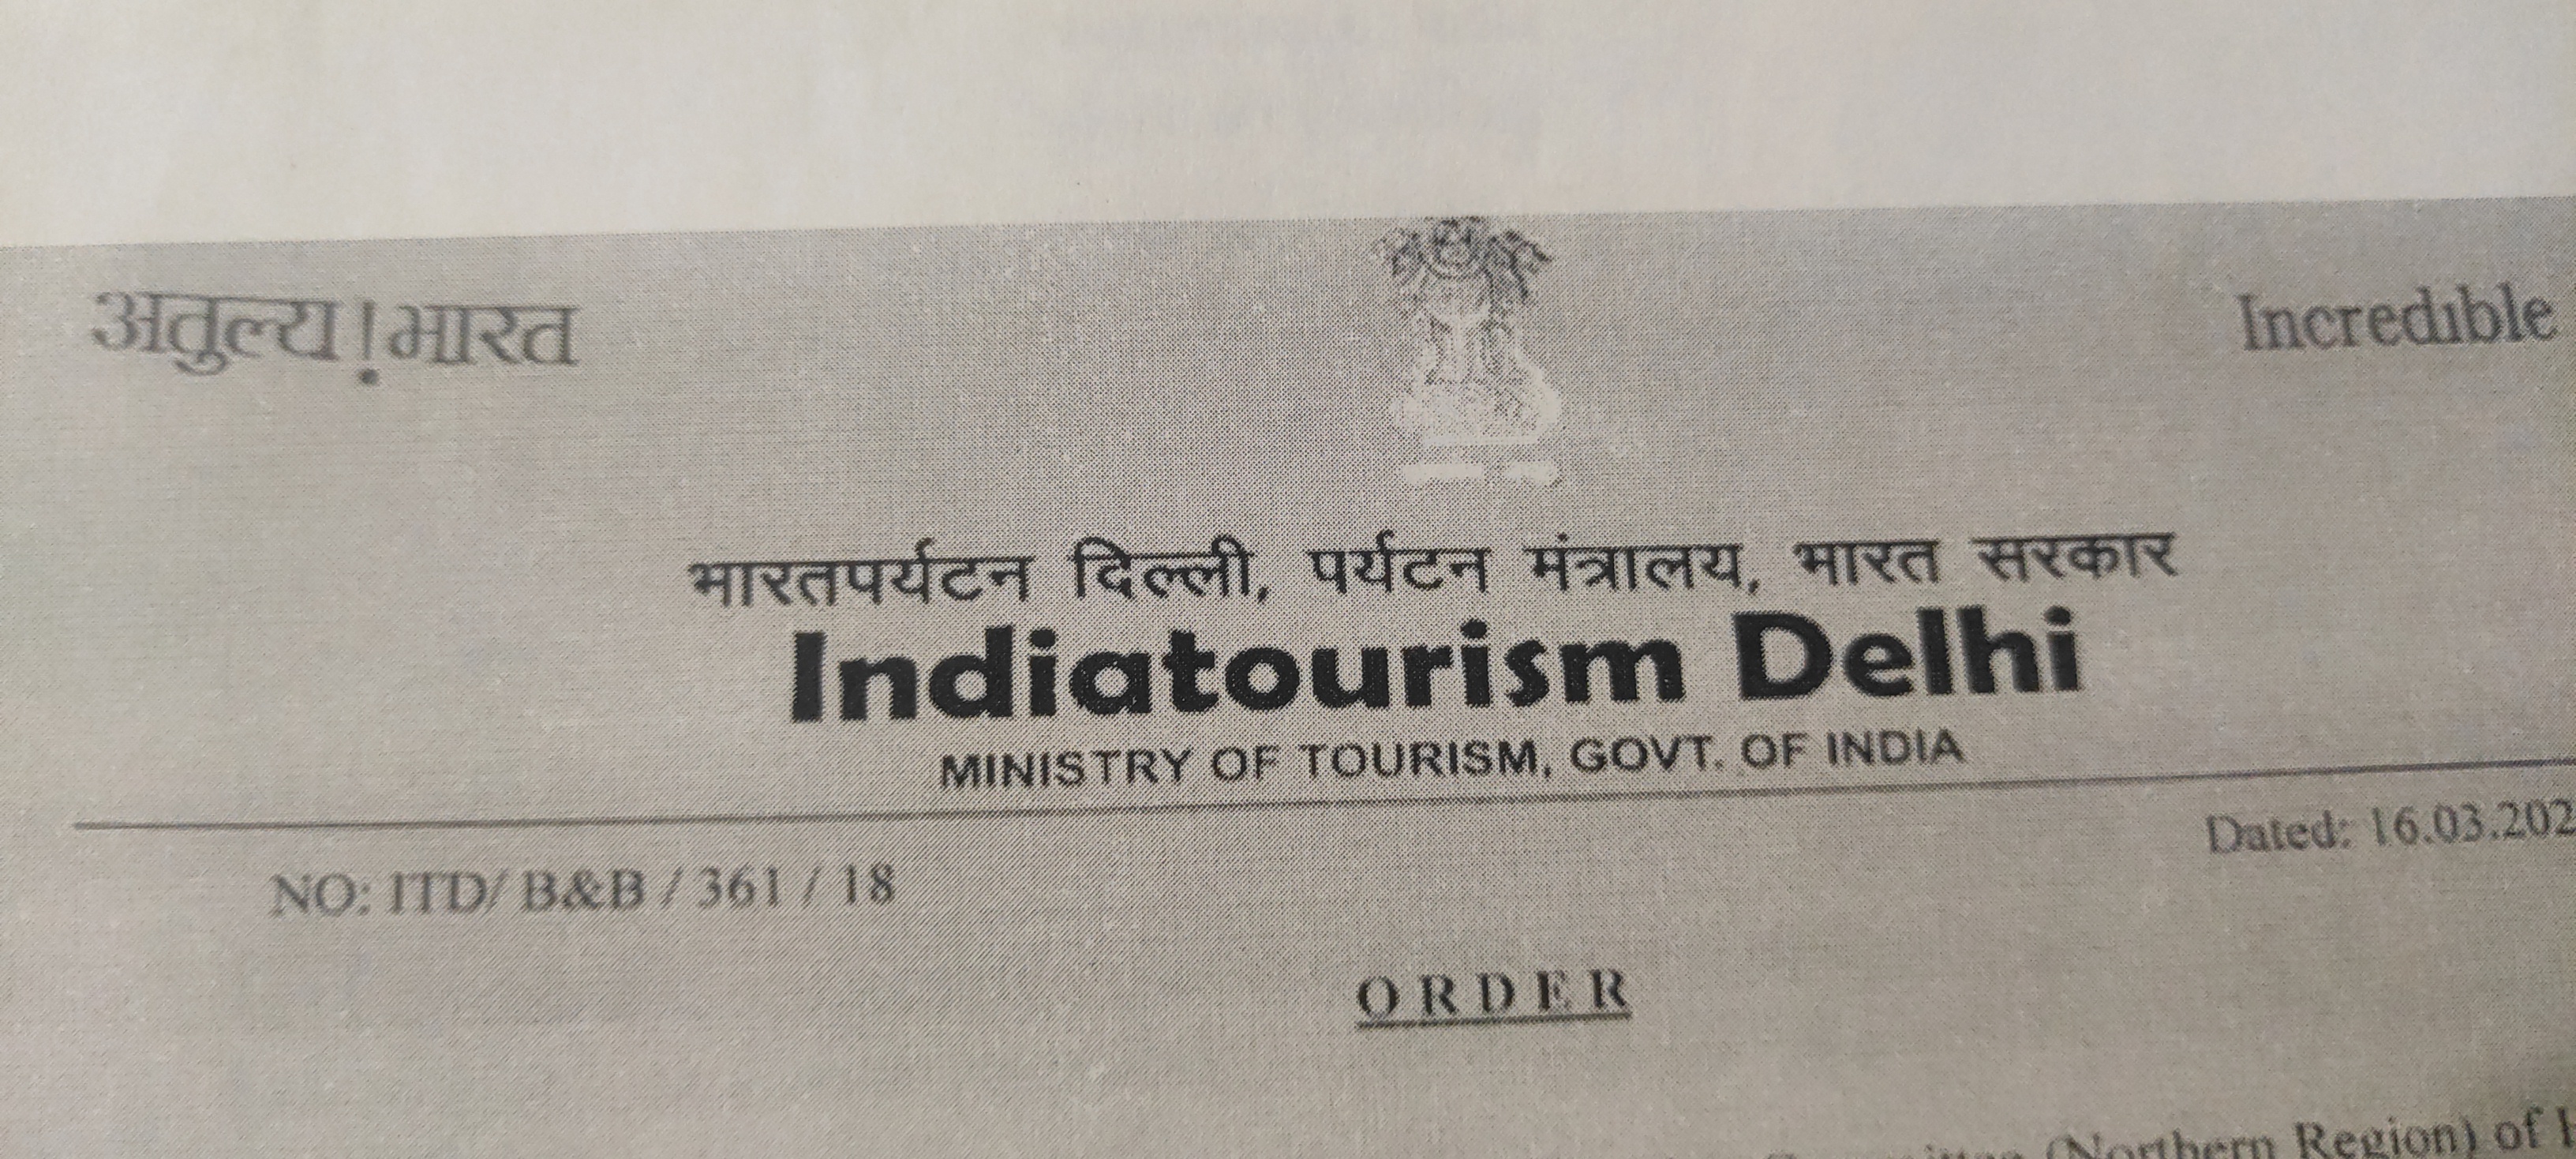 अतुल्य!भारत
Incredible
भारतपर्यटन दिल्ली, पर्यटन मंत्रालय, भारत सरकार
Indiatourism Delhi
MINISTRY OF TOURISM, GOVT. OF INDIA
Dated: 16.03.202
NO: ITD/ B&B / 361 / 18
ORDER
(Northern Region) of